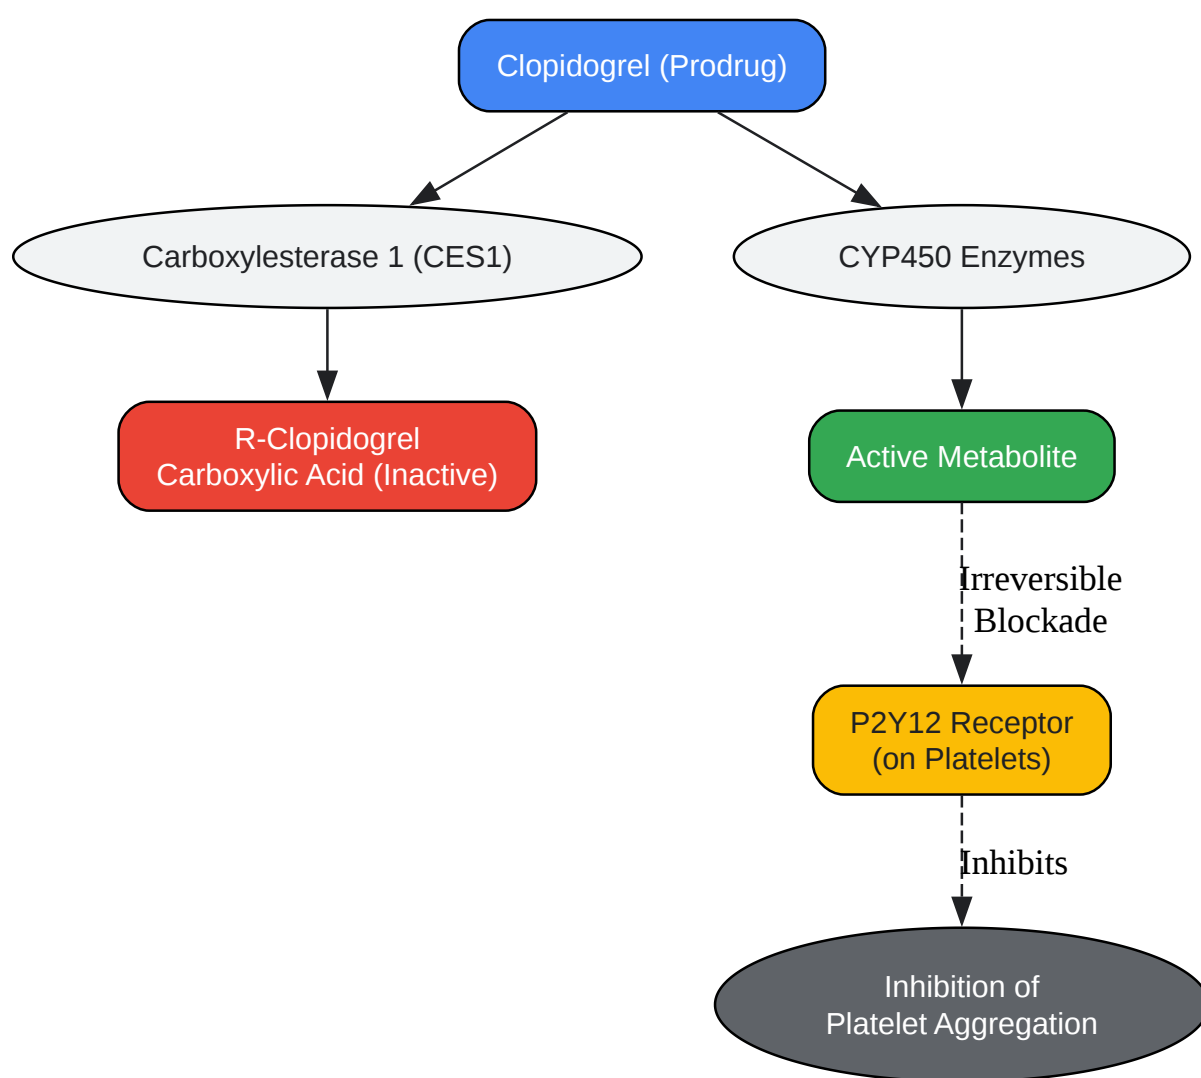 Clopidogrel (Prodrug)
Carboxylesterase 1 (CES1)
CYP450 Enzymes
R-Clopidogrel
Carboxylic Acid (Inactive)
Active Metabolite
Irreversible
Blockade
P2Y12 Receptor
(on Platelets)
Inhibits
Inhibition of
Platelet Aggregation